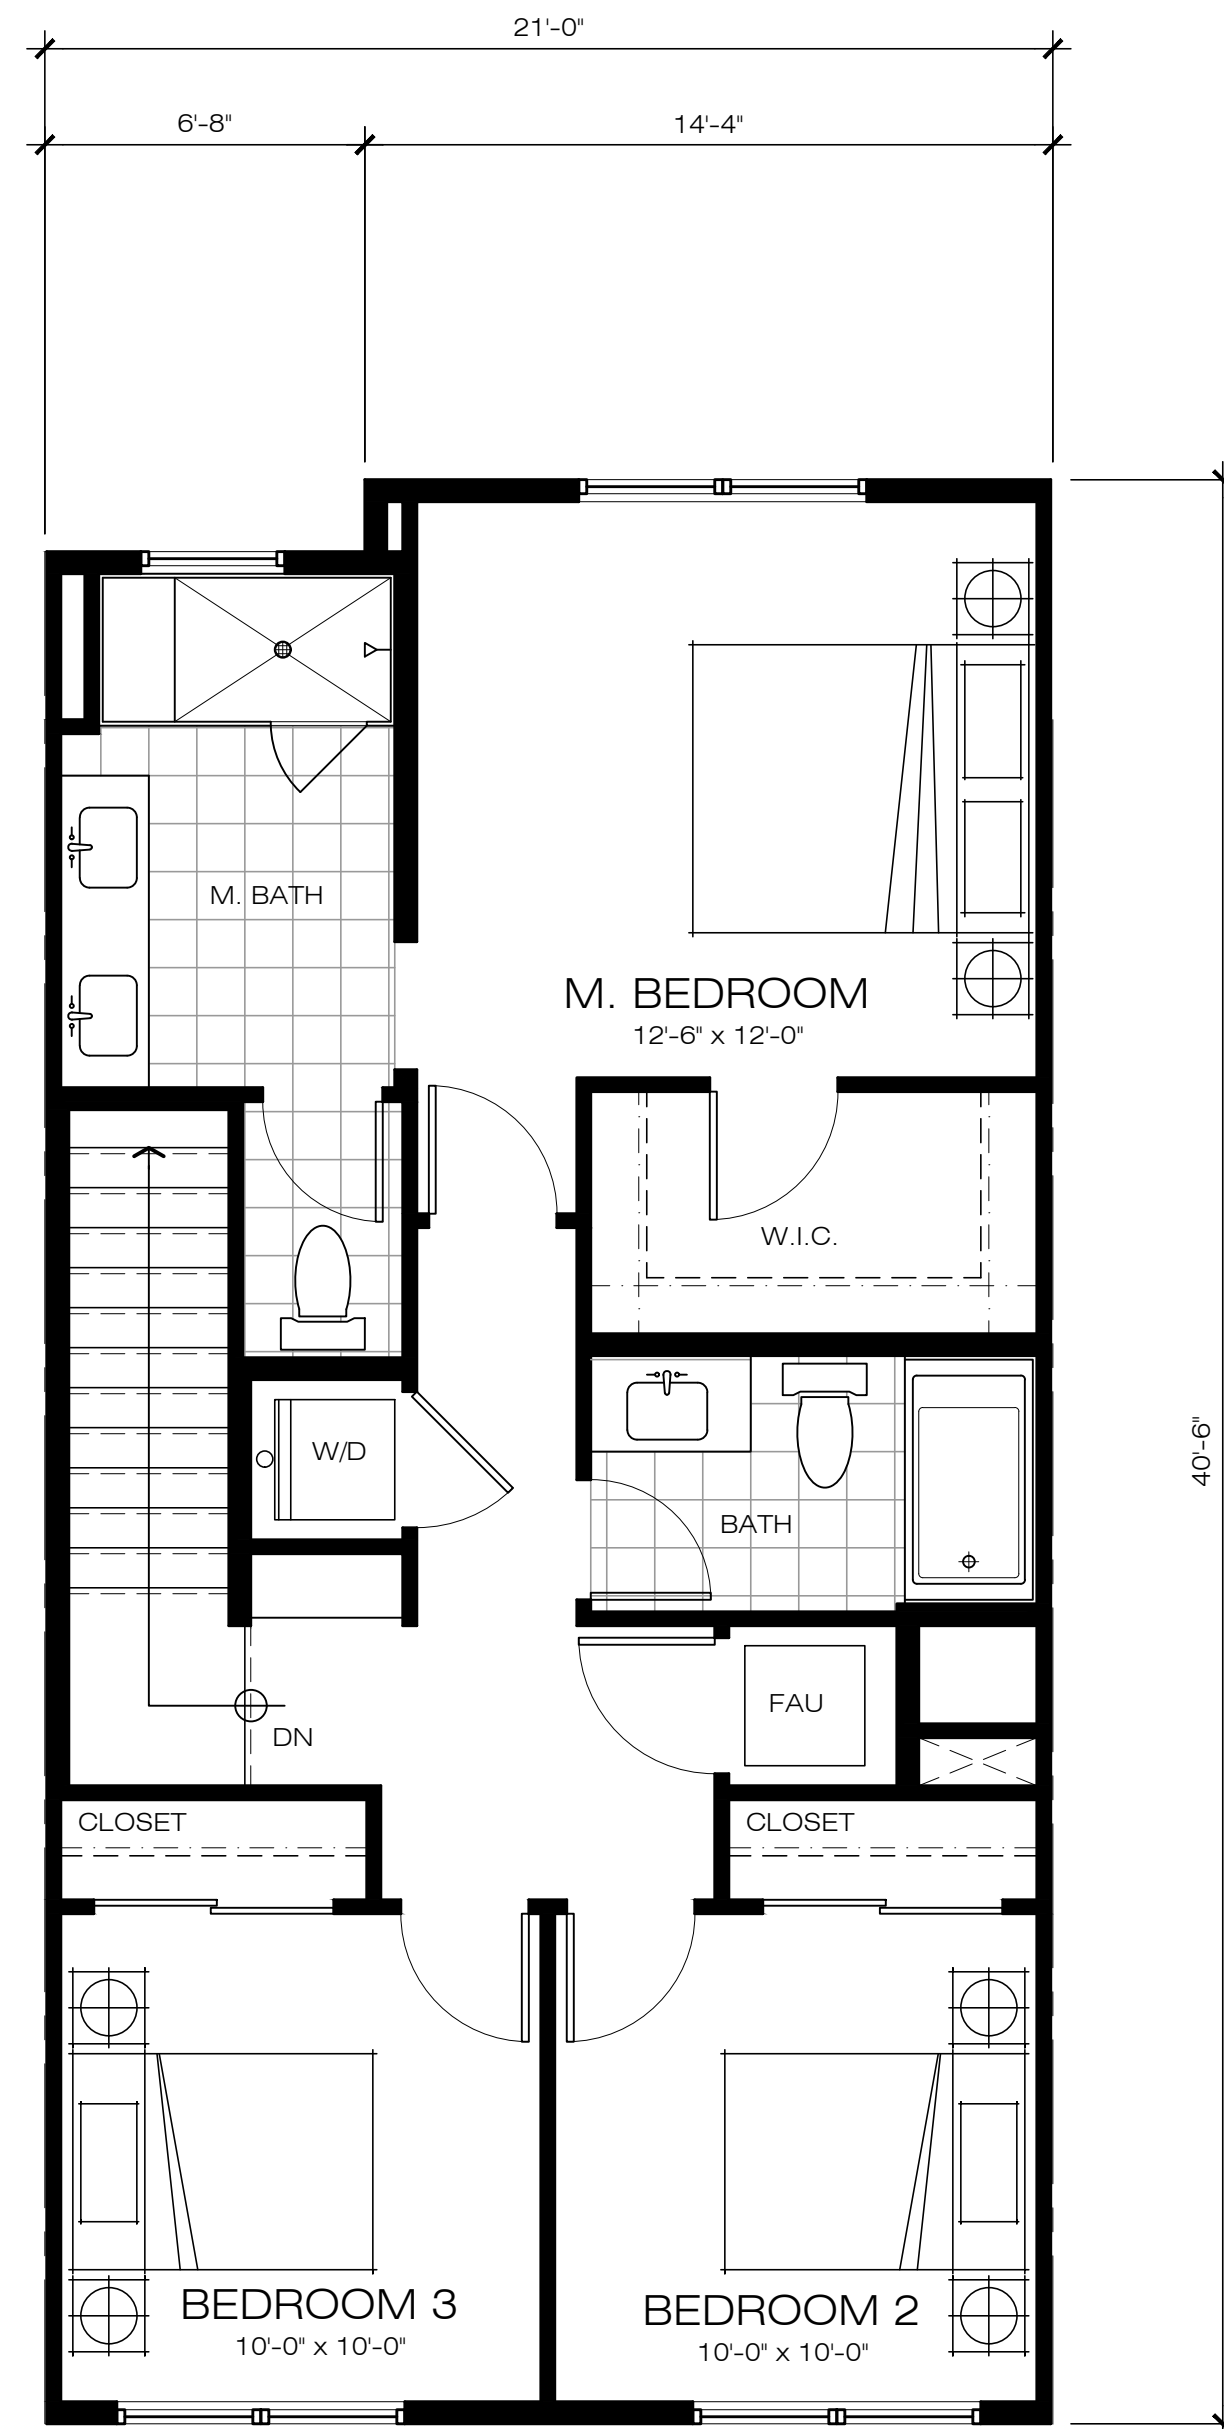 21'-0"
6'-8"
14'-4"
M. BATH
M. BEDROOM
12'-6" x 12'-0"
W.I.C.
40'-6"
W/D
BATH
FAU
DN
CLOSET
CLOSET
BEDROOM 3
10'-0" x 10'-0"
BEDROOM 2
10'-0" x 10'-0"